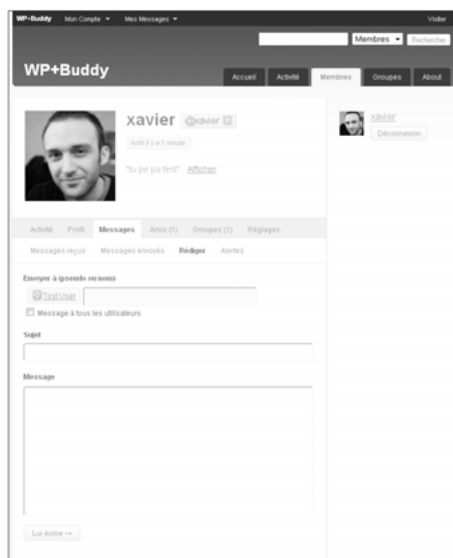 WP+Buddy Mon Compte Mes Messages Visiter
Membres Rechercher
WP+Buddy
Accueil Activité Membres Groupes About
xavier @xavier
Actif il y a 1 minute
"tu pe pa test" Afficher
xavier
Déconnexion
Activité Profil Messages Amis (1) Groupes (1) Réglages
Messages reçus Messages envoyés Rédiger Alertes
Envoyer à (pseudo ou nom)
Test User
Message à tous les utilisateurs
Sujet
Message
Lui écrire →